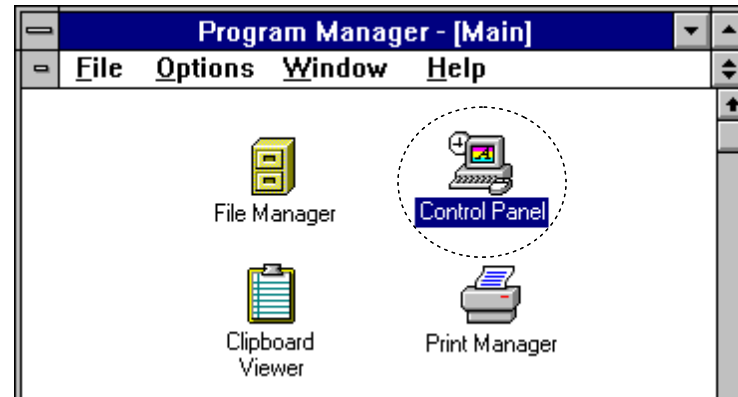 Program Manager - [Main]
File Options Window Help
File Manager
Control Panel
Clipboard
Viewer
Print Manager